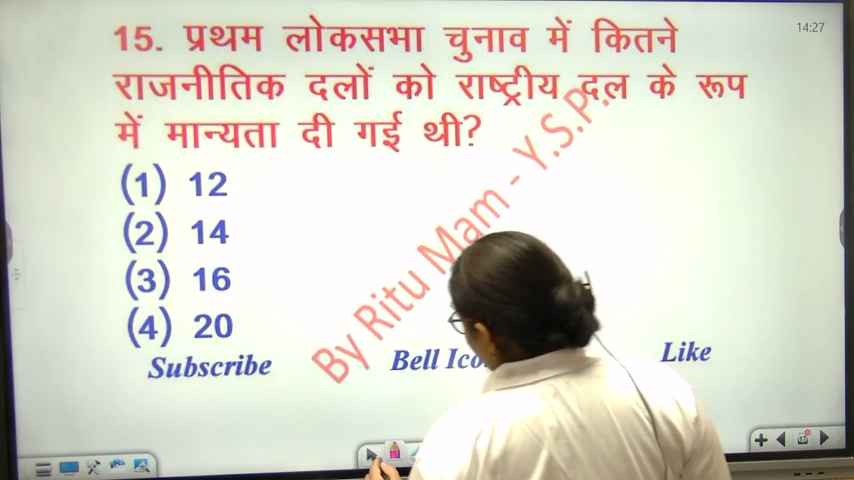 14:27
15. प्रथम लोकसभा चुनाव में कितने
राजनीतिक दलों को राष्ट्रीय दल के रूप
में मान्यता दी गई थी?
(1) 12
(2) 14
(3) 16
(4) 20
By Ritu Mam - Y.S.P.
Subscribe
Bell
Like